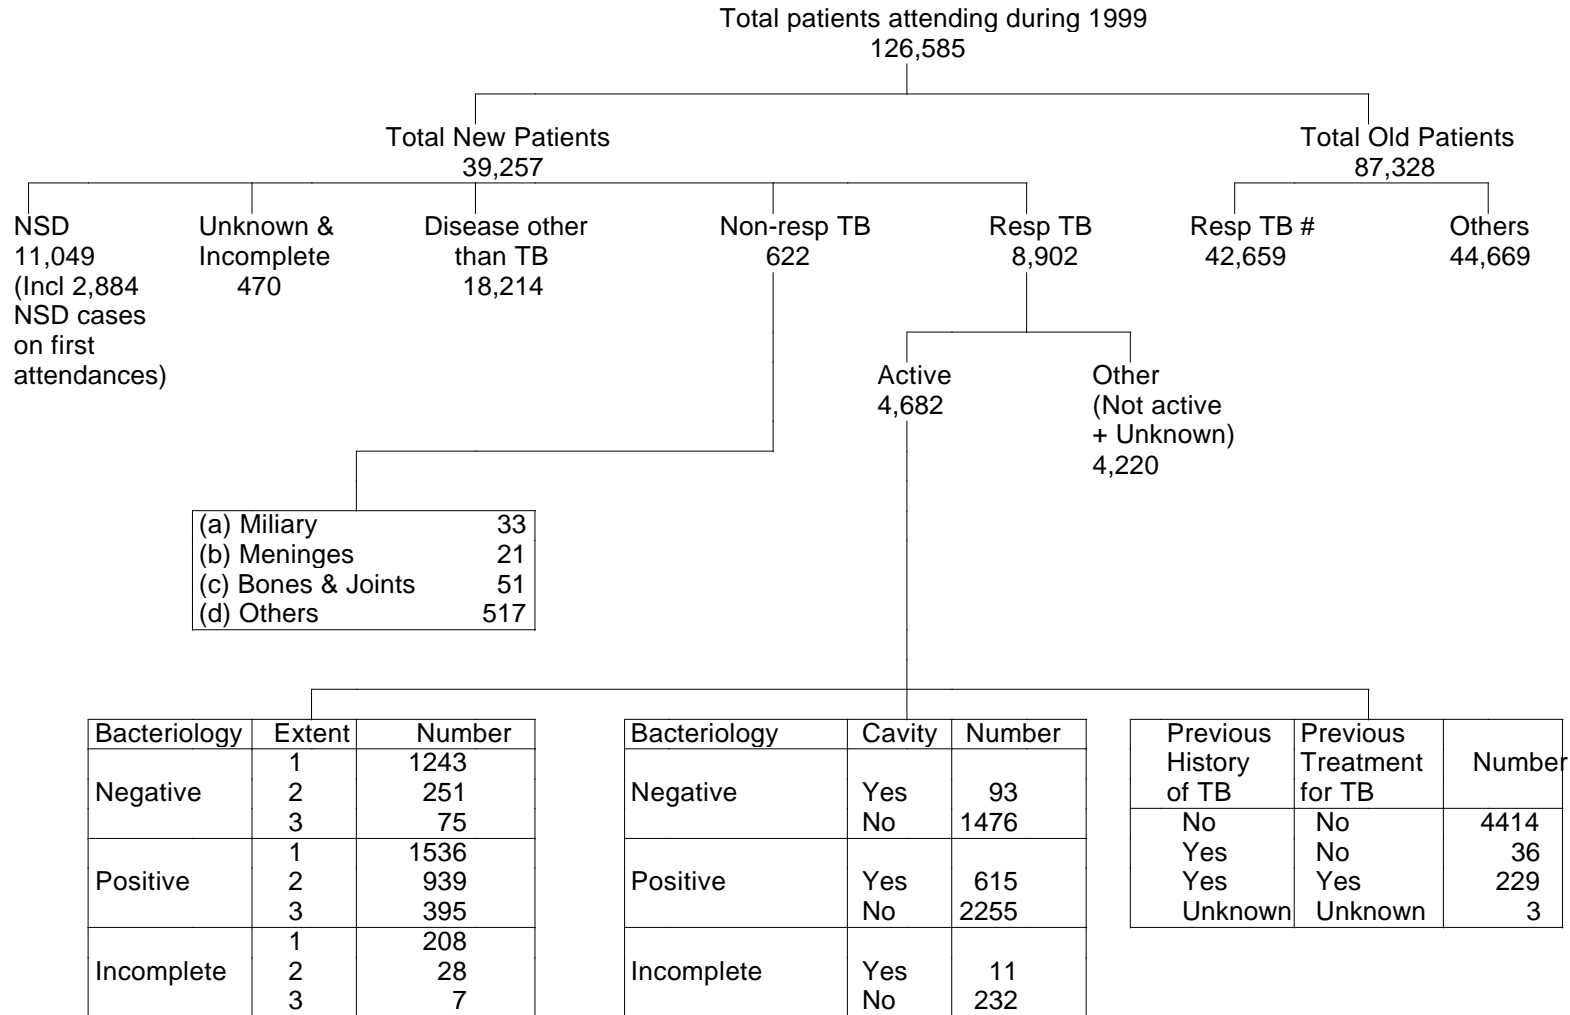 Total patients attending during 1999
126,585
Total New Patients
39,257
Total Old Patients
87,328
NSD
11,049
(Incl 2,884
NSD cases
on first
attendances)
Unknown &
Incomplete
470
Disease other
than TB
18,214
Non-resp TB
622
Resp TB
8,902
Resp TB #
42,659
Others
44,669
Active
4,682
Other
(Not active
+ Unknown)
4,220
(a) Miliary 33
(b) Meninges 21
(c) Bones & Joints 51
(d) Others 517
Bacteriology Extent Number
1 1243
Negative 2 251
3 75
1 1536
Positive 2 939
3 395
1 208
Incomplete 2 28
3 7
Bacteriology Cavity Number
Negative Yes 93
No 1476
Positive Yes 615
No 2255
Incomplete Yes 11
No 232
Previous Previous
History Treatment Number
of TB for TB
No No 4414
Yes No 36
Yes Yes 229
Unknown Unknown 3